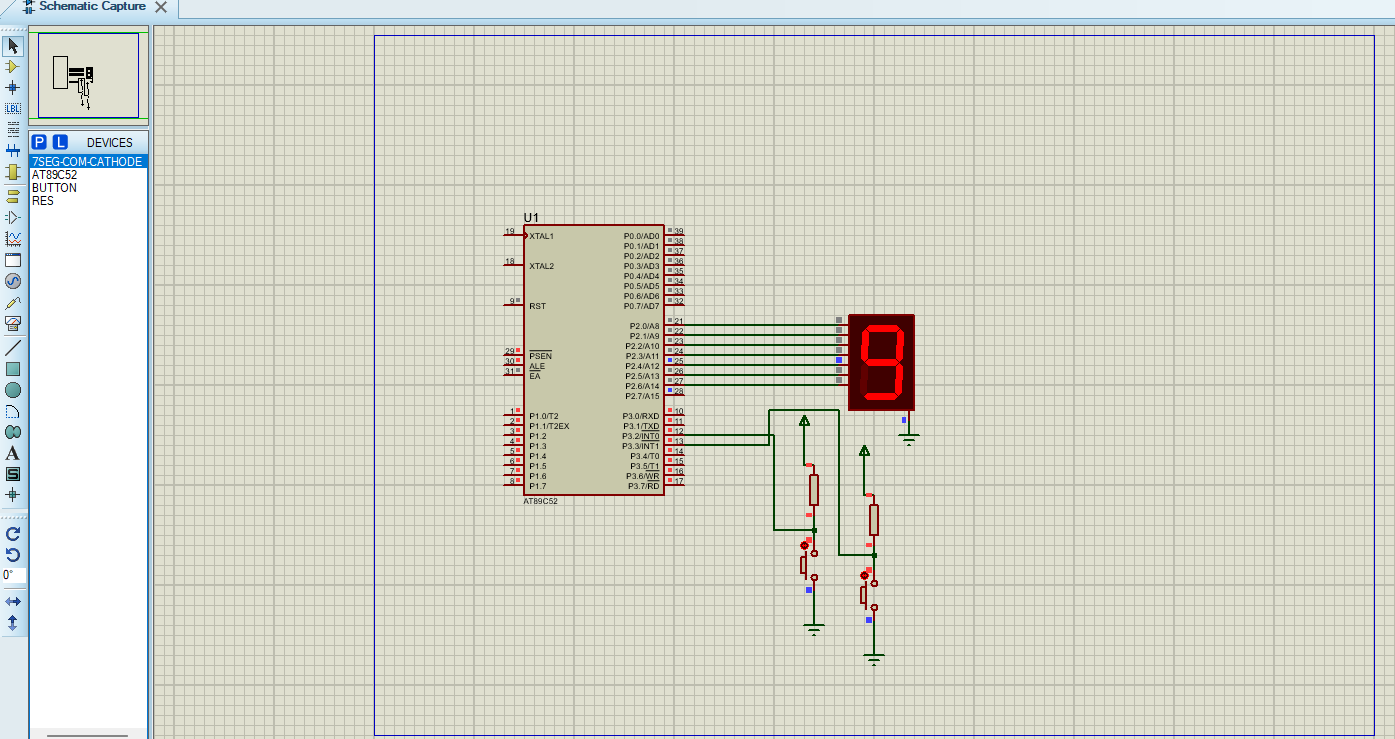 Schematic Capture
LBL
P L DEVICES
7SEG-COM-CATHODE
AT89C52
BUTTON
RES
A
S
0°
U1
19 XTAL1
18 XTAL2
9 RST
29 PSEN
30 ALE
31 EA
1 P1.0/T2
2 P1.1/T2EX
3 P1.2
4 P1.3
5 P1.4
6 P1.5
7 P1.6
8 P1.7
P0.0/AD0 39
P0.1/AD1 38
P0.2/AD2 37
P0.3/AD3 36
P0.4/AD4 35
P0.5/AD5 34
P0.6/AD6 33
P0.7/AD7 32
P2.0/A8 21
P2.1/A9 22
P2.2/A10 23
P2.3/A11 24
P2.4/A12 25
P2.5/A13 26
P2.6/A14 27
P2.7/A15 28
P3.0/RXD 10
P3.1/TXD 11
P3.2/INT0 12
P3.3/INT1 13
P3.4/T0 14
P3.5/T1 15
P3.6/WR 16
P3.7/RD 17
AT89C52
9